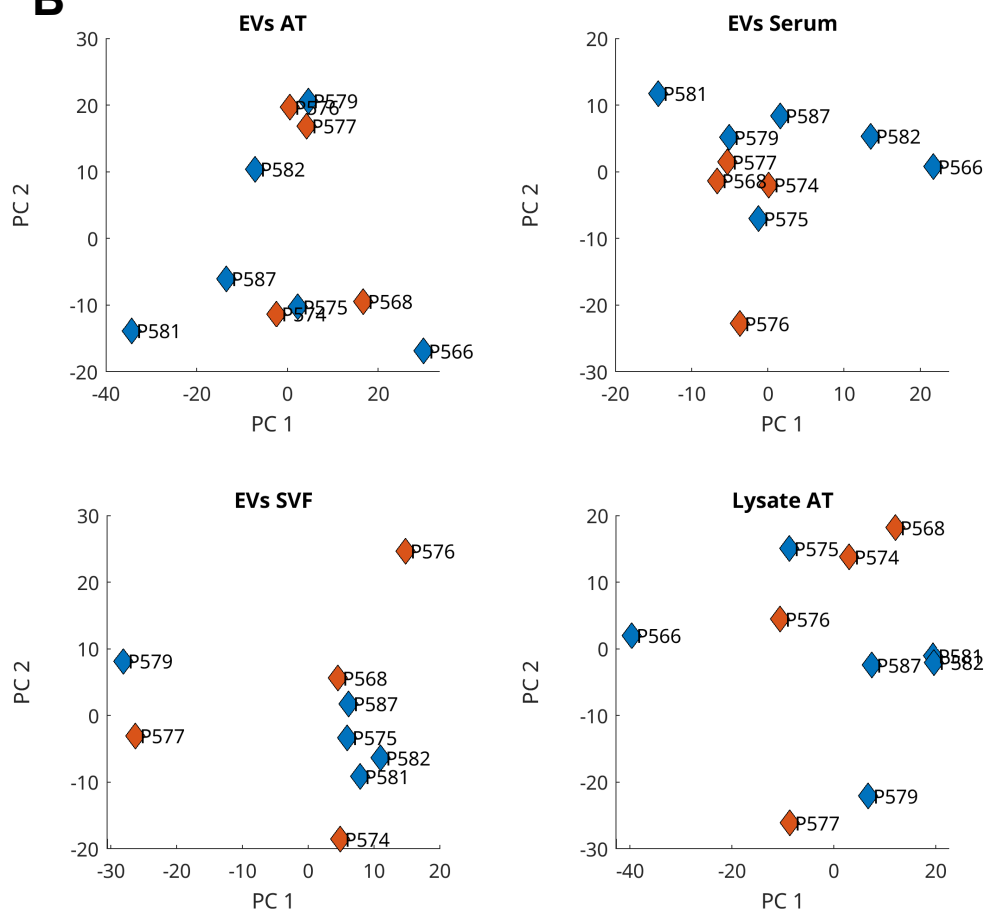 B
EVs AT
30
20
10
0
-10
-20
-40
-20
0
20
PC 1
PC 2
P579
P576
P577
P582
P587
P575
P574
P568
P581
P566
EVs Serum
20
10
0
-10
-20
-30
-20
-10
0
10
20
PC 1
PC 2
P581
P587
P579
P582
P577
P566
P568
P574
P575
P576
EVs SVF
30
20
10
0
-10
-20
-30
-20
-10
0
10
20
PC 1
PC 2
P576
P579
P568
P587
P577
P575
P582
P581
P574
Lysate AT
20
10
0
-10
-20
-30
-40
-20
0
20
PC 1
PC 2
P568
P575
P574
P576
P566
P581
P587
P582
P579
P577